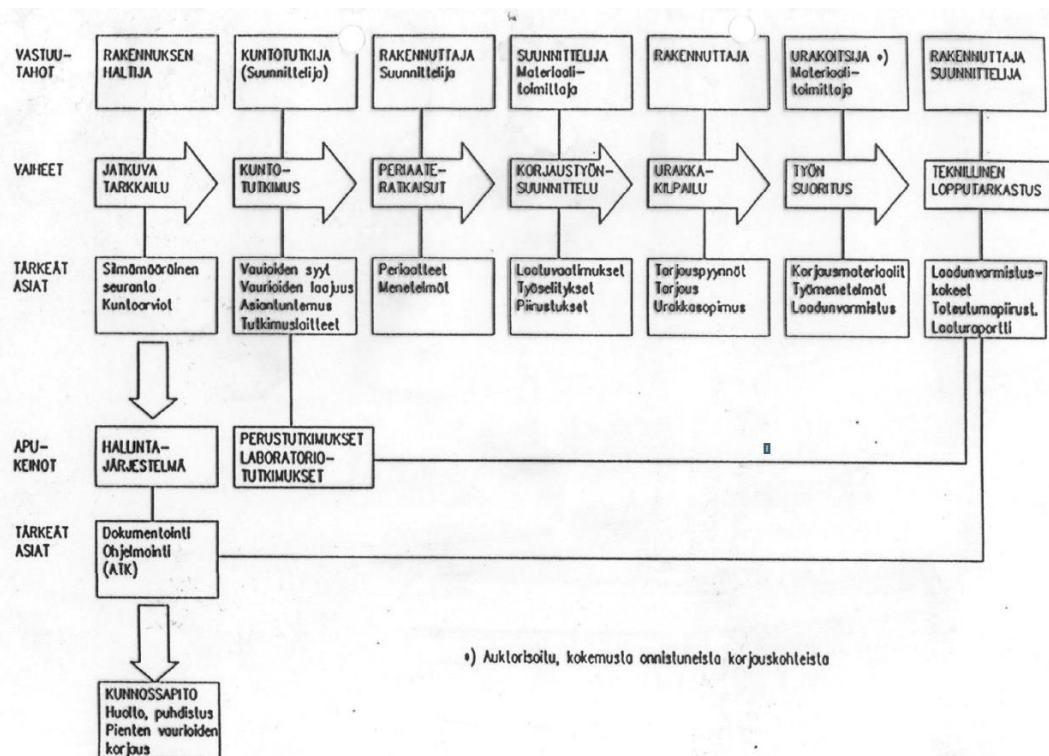 VASTUU-
TAHOT
RAKENNUKSEN
HALTIJA
KUNTOTUTKIJA
(Suunnittelija)
RAKENNUTTAJA
Suunnittelija
SUUNNITTELIJA
Materiaali-
toimittaja
RAKENNUTTAJA
URAKOITSIJA •)
Materiaali-
toimittaja
RAKENNUTTAJA
SUUNNITTELIJA
VAIHEET
JATKUVA
TARKKAILU
KUNTO-
TUTKIMUS
PERIAATE-
RATKAISUT
KORJAUSTYÖN-
SUUNNITTELU
URAKKA-
KILPAILU
TYÖN
SUORITUS
TEKNILLINEN
LOPPUTARKASTUS
TÄRKEÄT
ASIAT
Silmämääräinen
seuranta
Kuntoarviot
Vauioiden syyt
Vaurioiden laajuus
Asiantuntemus
Tutkimuslaitteet
Periaatteet
Menetelmät
Laatuvaatimukset
Työselitykset
Piirustukset
Tarjouspyynnöt
Tarjous
Urakkasopimus
Korjausmateriaalit
Työmenetelmät
Laadunvarmistus
Laadunvarmistus-
kokeet
Toteutumapiirust.
Laaturaportti
APU-
KEINOT
HALLINTA-
JÄRJESTELMÄ
PERUSTUTKIMUKSET
LABORATORIO-
TUTKIMUKSET
TÄRKEÄT
ASIAT
Dokumentointi
Ohjelmointi
(ATK)
•) Auktorisoitu, kokemusta onnistuneista korjauskohteista
KUNNOSSAPITO
Huolto, puhdistus
Pienten vaurioiden
korjaus